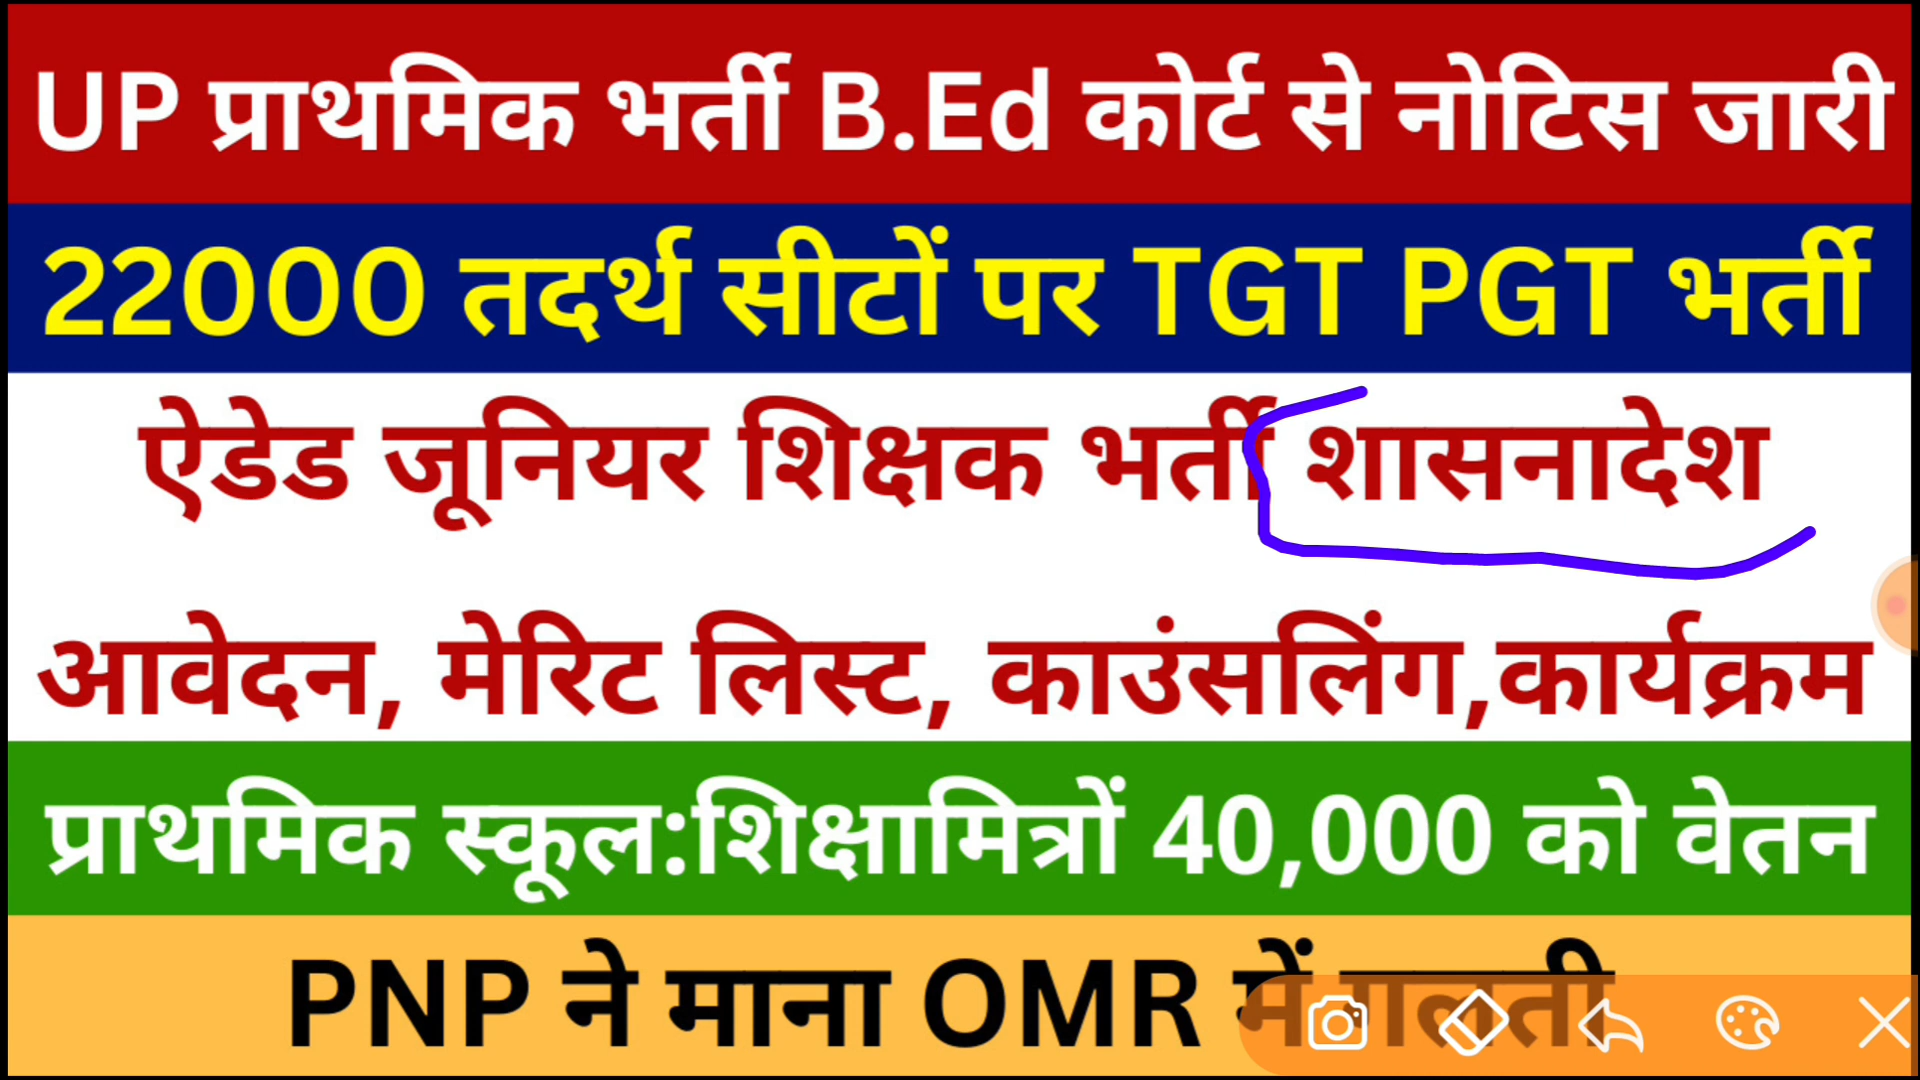 UP प्राथमिक भर्ती B.Ed कोर्ट से नोटिस जारी
22000 तदर्थ सीटों पर TGT PGT भर्ती
ऐडेड जूनियर शिक्षक भर्ती शासनादेश
आवेदन, मेरिट लिस्ट, काउंसलिंग,कार्यक्रम
प्राथमिक स्कूल:शिक्षामित्रों 40,000 को वेतन
PNP ने माना OMR में गलती